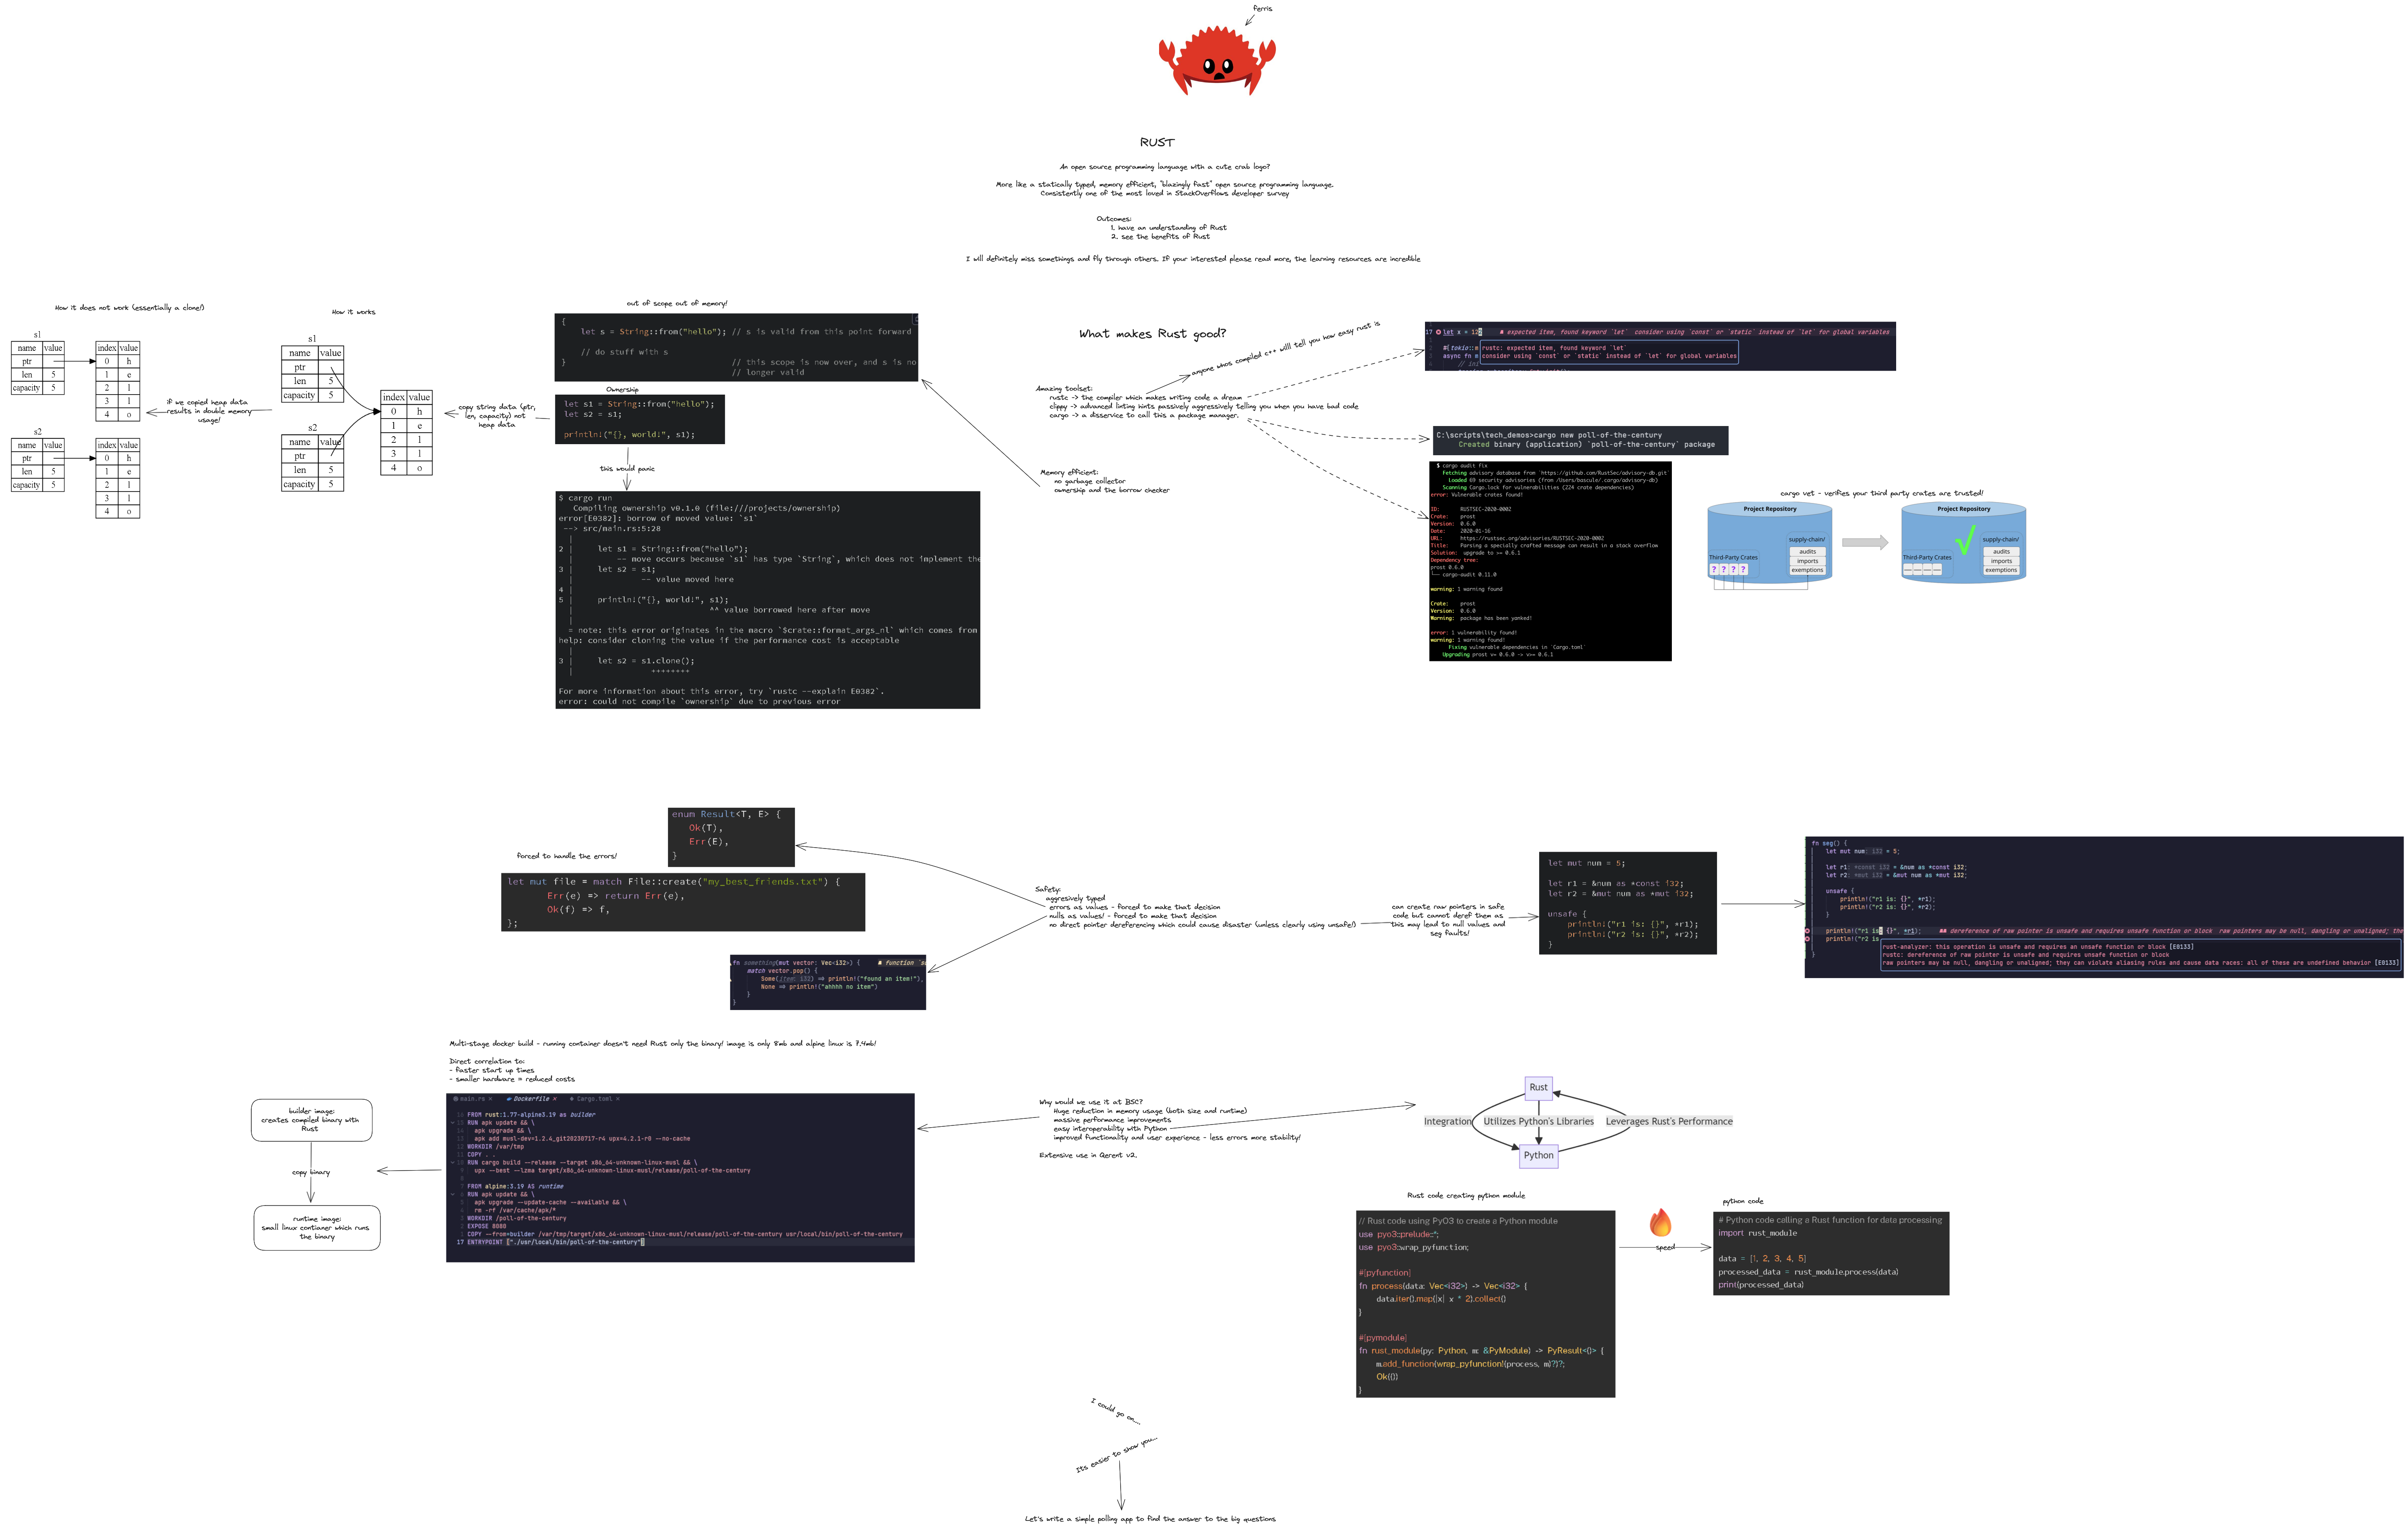 ferris
RUST
An open source programming language with a cute crab logo?
More like a statically typed, memory efficient, "blazingly fast" open source programming language.
Consistently one of the most loved in StackOverflows developer survey
Outcomes:
1. have an understanding of Rust
2. see the benefits of Rust
I will definitely miss somethings and fly through others. If your interested please read more, the learning resources are incredible
How it does not work (essentially a clone!)
s1
name value
ptr
len 5
capacity 5
index value
0 h
1 e
2 l
3 l
4 o
s2
name value
ptr
len 5
capacity 5
index value
0 h
1 e
2 l
3 l
4 o
if we copied heap data
results in double memory
usage!
How it works
s1
name value
ptr
len 5
capacity 5
s2
name value
ptr
len 5
capacity 5
index value
0 h
1 e
2 l
3 l
4 o
copy string data (ptr,
len, capacity) not
heap data
out of scope out of memory!
{
let s = String::from("hello"); // s is valid from this point forward
// do stuff with s
} // this scope is now over, and s is no
// longer valid
Ownership
let s1 = String::from("hello");
let s2 = s1;
println!("{}, world!", s1);
this would panic
$ cargo run
Compiling ownership v0.1.0 (file:///projects/ownership)
error[E0382]: borrow of moved value: `s1`
--> src/main.rs:5:28
|
2 | let s1 = String::from("hello");
| -- move occurs because `s1` has type `String`, which does not implement the
3 | let s2 = s1;
| -- value moved here
4 |
5 | println!("{}, world!", s1);
| ^^ value borrowed here after move
|
= note: this error originates in the macro `$crate::format_args_nl` which comes from
help: consider cloning the value if the performance cost is acceptable
|
3 | let s2 = s1.clone();
| ++++++++
For more information about this error, try `rustc --explain E0382`.
error: could not compile `ownership` due to previous error
What makes Rust good?
anyone whos compiled c++ will tell you how easy rust is
Amazing toolset:
rustc -> the compiler which makes writing code a dream
clippy -> advanced linting hints passively aggressively telling you when you have bad code
cargo -> a disservice to call this a package manager.
Memory efficient:
no garbage collector
ownership and the borrow checker
17 let x = 132 expected item, found keyword `let` consider using `const` or `static` instead of `let` for global variables
#[tokio::m
async fn m
rustc: expected item, found keyword `let`
consider using `const` or `static` instead of `let` for global variables
C:\scripts\tech_demos>cargo new poll-of-the-century
Created binary (application) `poll-of-the-century` package
$ cargo audit fix
Fetching advisory database from `https://github.com/RustSec/advisory-db.git`
Loaded 69 security advisories (from /Users/bascule/.cargo/advisory-db)
Scanning Cargo.lock for vulnerabilities (224 crate dependencies)
error: Vulnerable crates found!
ID: RUSTSEC-2020-0002
Crate: prost
Version: 0.6.0
Date: 2020-01-16
URL: https://rustsec.org/advisories/RUSTSEC-2020-0002
Title: Parsing a specially crafted message can result in a stack overflow
Solution: upgrade to >= 0.6.1
Dependency tree:
prost 0.6.0
└── cargo-audit 0.11.0
warning: 1 warning found
Crate: prost
Version: 0.6.0
Warning: package has been yanked!
error: 1 vulnerability found!
warning: 1 warning found!
Fixing vulnerable dependencies in `Cargo.toml`
Upgrading prost v= 0.6.0 -> v>= 0.6.1
cargo vet - verifies your third party crates are trusted!
Project Repository
supply-chain/
Third-Party Crates
? ? ? ?
audits
imports
exemptions
Project Repository
supply-chain/
Third-Party Crates
audits
imports
exemptions
enum Result<T, E> {
Ok(T),
Err(E),
}
forced to handle the errors!
let mut file = match File::create("my_best_friends.txt") {
Err(e) => return Err(e),
Ok(f) => f,
};
fn something(mut vector: Vec<i32>) {
match vector.pop() {
Some(item: i32) => println!("found an item!"),
None => println!("ahhhh no item")
}
}
Safety:
aggresively typed
errors as values - forced to make that decision
nulls as values! - forced to make that decision
no direct pointer dereferencing which could cause disaster (unless clearly using unsafe!)
can create raw pointers in safe
code but cannot deref them as
this may lead to null values and
seg faults!
let mut num = 5;
let r1 = &num as *const i32;
let r2 = &mut num as *mut i32;
unsafe {
println!("r1 is: {}", *r1);
println!("r2 is: {}", *r2);
}
fn seg() {
let mut num: i32 = 5;
let r1: *const i32 = &num as *const i32;
let r2: *mut i32 = &mut num as *mut i32;
unsafe {
println!("r1 is: {}", *r1);
println!("r2 is: {}", *r2);
}
println!("r1 is: {}", *r1); dereference of raw pointer is unsafe and requires unsafe function or block raw pointers may be null, dangling or unaligned; the
println!("r2 is
}
rust-analyzer: this operation is unsafe and requires an unsafe function or block [E0133]
rustc: dereference of raw pointer is unsafe and requires unsafe function or block
raw pointers may be null, dangling or unaligned; they can violate aliasing rules and cause data races: all of these are undefined behavior [E0133]
Multi-stage docker build - running container doesn't need Rust only the binary! image is only 8mb and alpine linux is 7.4mb!
Direct correlation to:
- faster start up times
- smaller hardware = reduced costs
builder image:
creates compiled binary with
Rust
copy binary
runtime image:
small linux contianer which runs
the binary
main.rs × Dockerfile × Cargo.toml ×
16 FROM rust:1.77-alpine3.19 as builder
15 RUN apk update && \
14 apk upgrade && \
13 apk add musl-dev=1.2.4_git20230717-r4 upx=4.2.1-r0 --no-cache
12 WORKDIR /var/tmp
11 COPY . .
10 RUN cargo build --release --target x86_64-unknown-linux-musl && \
9 upx --best --lzma target/x86_64-unknown-linux-musl/release/poll-of-the-century
8
7 FROM alpine:3.19 AS runtime
6 RUN apk update && \
5 apk upgrade --update-cache --available && \
4 rm -rf /var/cache/apk/*
3 WORKDIR /poll-of-the-century
2 EXPOSE 8080
1 COPY --from=builder /var/tmp/target/x86_64-unknown-linux-musl/release/poll-of-the-century usr/local/bin/poll-of-the-century
17 ENTRYPOINT ["./usr/local/bin/poll-of-the-century"]
Why would we use it at BSC?
Huge reduction in memory usage (both size and runtime)
massive performance improvements
easy interoperability with Python
improved functionality and user experience - less errors more stability!
Extensive use in Qerent v2.
Rust
Integration
Utilizes Python's Libraries
Leverages Rust's Performance
Python
Rust code creating python module
// Rust code using PyO3 to create a Python module
use pyo3::prelude::*;
use pyo3::wrap_pyfunction;
#[pyfunction]
fn process(data: Vec<i32>) -> Vec<i32> {
data.iter().map(|x| x * 2).collect()
}
#[pymodule]
fn rust_module(py: Python, m: &PyModule) -> PyResult<()> {
m.add_function(wrap_pyfunction!(process, m)?)?;
Ok(())
}
speed
python code
# Python code calling a Rust function for data processing
import rust_module
data = [1, 2, 3, 4, 5]
processed_data = rust_module.process(data)
print(processed_data)
I could go on....
Its easier to show you...
Let's write a simple polling app to find the answer to the big questions